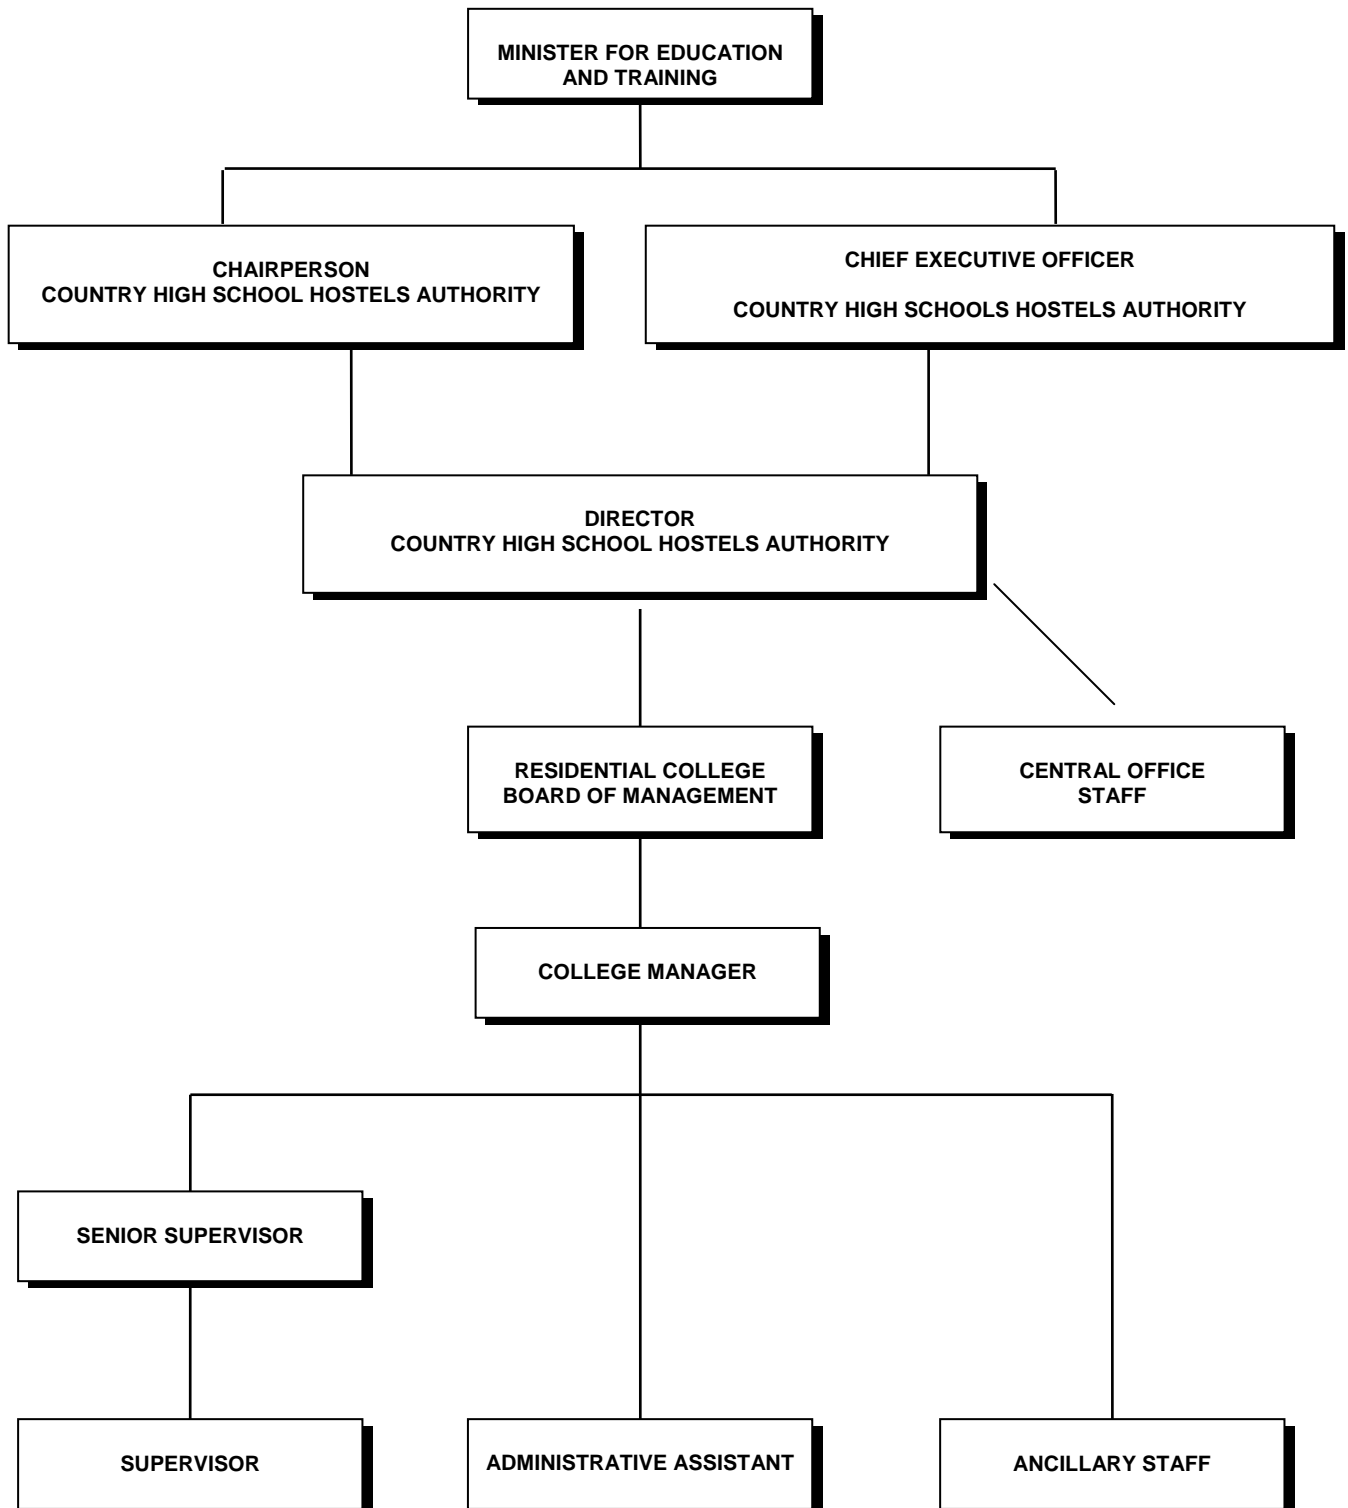 MINISTER FOR EDUCATION
AND TRAINING
CHAIRPERSON
COUNTRY HIGH SCHOOL HOSTELS AUTHORITY
CHIEF EXECUTIVE OFFICER
COUNTRY HIGH SCHOOLS HOSTELS AUTHORITY
DIRECTOR
COUNTRY HIGH SCHOOL HOSTELS AUTHORITY
RESIDENTIAL COLLEGE
BOARD OF MANAGEMENT
CENTRAL OFFICE
STAFF
COLLEGE MANAGER
SENIOR SUPERVISOR
SUPERVISOR
ADMINISTRATIVE ASSISTANT
ANCILLARY STAFF